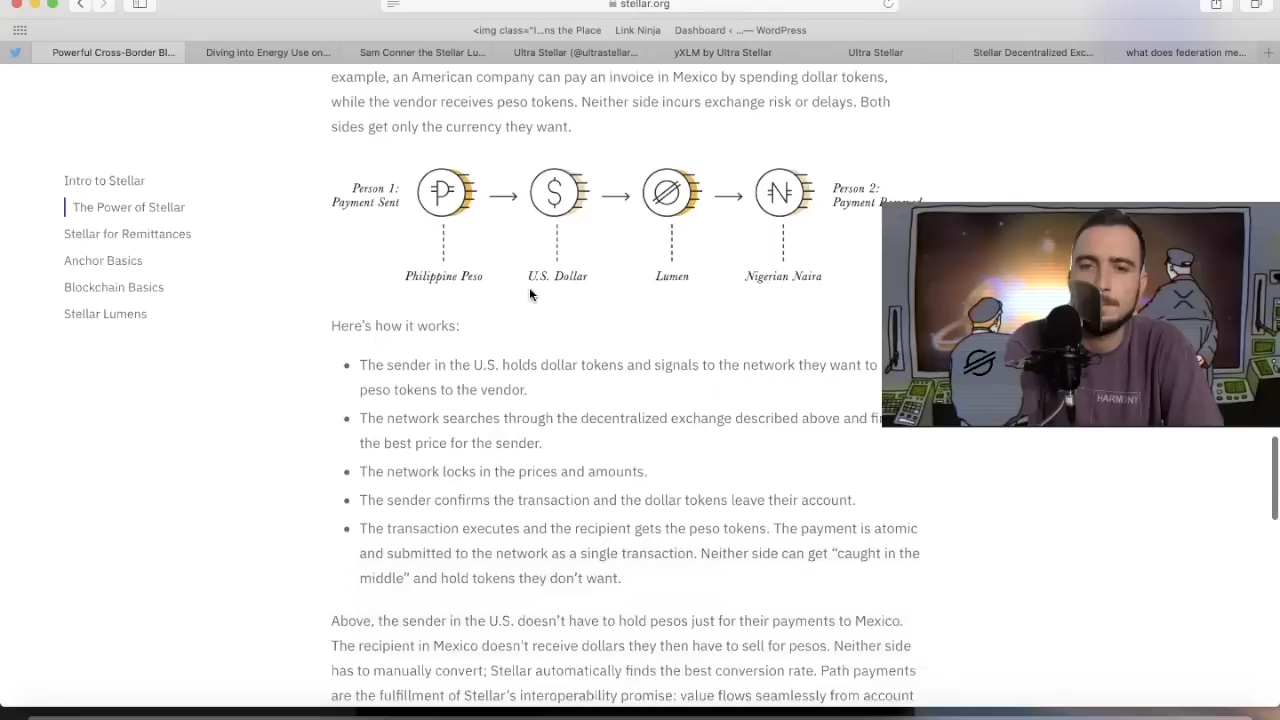 stellar.org
<img class="l...ns the Place Link Ninja Dashboard ‹ ...— WordPress
Powerful Cross-Border Bl... Diving into Energy Use on... Sam Conner the Stellar Lu... Ultra Stellar (@ultrastellar... yXLM by Ultra Stellar Ultra Stellar Stellar Decentralized Exc... what does federation me...
example, an American company can pay an invoice in Mexico by spending dollar tokens,
while the vendor receives peso tokens. Neither side incurs exchange risk or delays. Both
sides get only the currency they want.
Intro to Stellar
The Power of Stellar
Stellar for Remittances
Anchor Basics
Blockchain Basics
Stellar Lumens
Person 1:
Payment Sent
Person 2:
Payment
Philippine Peso U.S. Dollar Lumen Nigerian Naira
Here's how it works:
• The sender in the U.S. holds dollar tokens and signals to the network they want to
peso tokens to the vendor.
• The network searches through the decentralized exchange described above and
the best price for the sender.
• The network locks in the prices and amounts.
• The sender confirms the transaction and the dollar tokens leave their account.
• The transaction executes and the recipient gets the peso tokens. The payment is atomic
and submitted to the network as a single transaction. Neither side can get “caught in the
middle” and hold tokens they don’t want.
Above, the sender in the U.S. doesn’t have to hold pesos just for their payments to Mexico.
The recipient in Mexico doesn't receive dollars they then have to sell for pesos. Neither side
has to manually convert; Stellar automatically finds the best conversion rate. Path payments
are the fulfillment of Stellar’s interoperability promise: value flows seamlessly from account
HARMONY